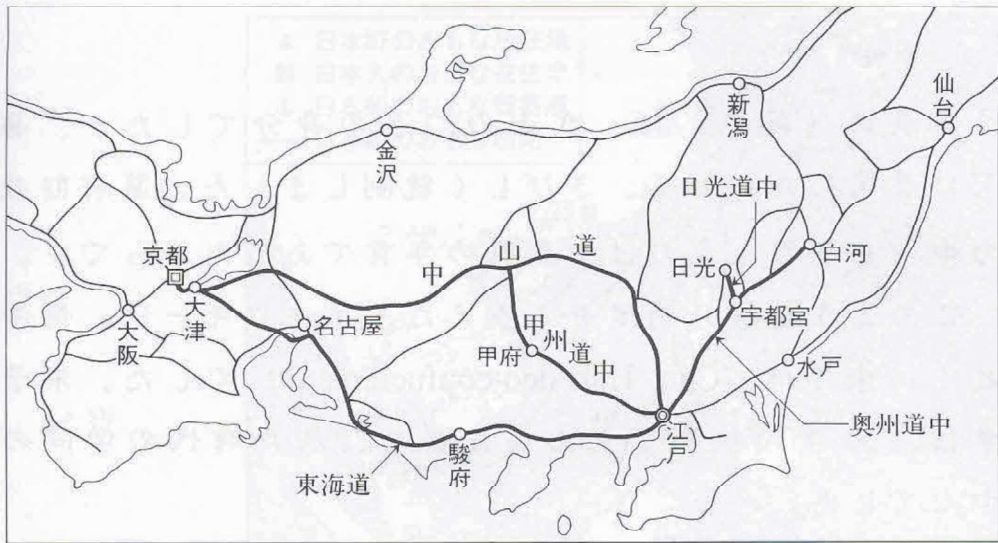 仙台
新潟
金沢
日光道中
白河
京都
中山道
日光
大津
宇都宮
名古屋
大阪
甲州道中
甲府
水戸
江戸
奥州道中
駿府
東海道